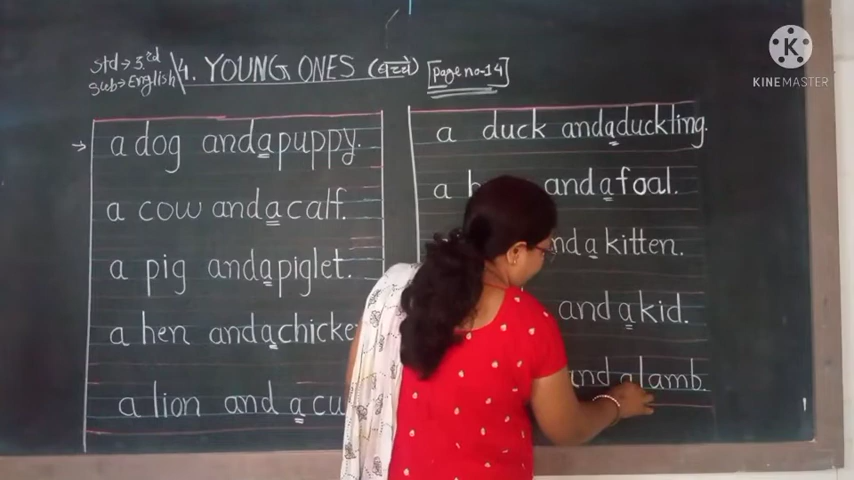 std → 3rd
sub → English
4. YOUNG ONES (बच्चे)
page no-14
a dog and a puppy.
a cow and a calf.
a pig and a piglet.
a hen and a chicke
a lion and a cu
a duck and a duckling.
a h and a foal.
nd a kitten.
and a kid.
and a lamb.
K
KINEMASTER